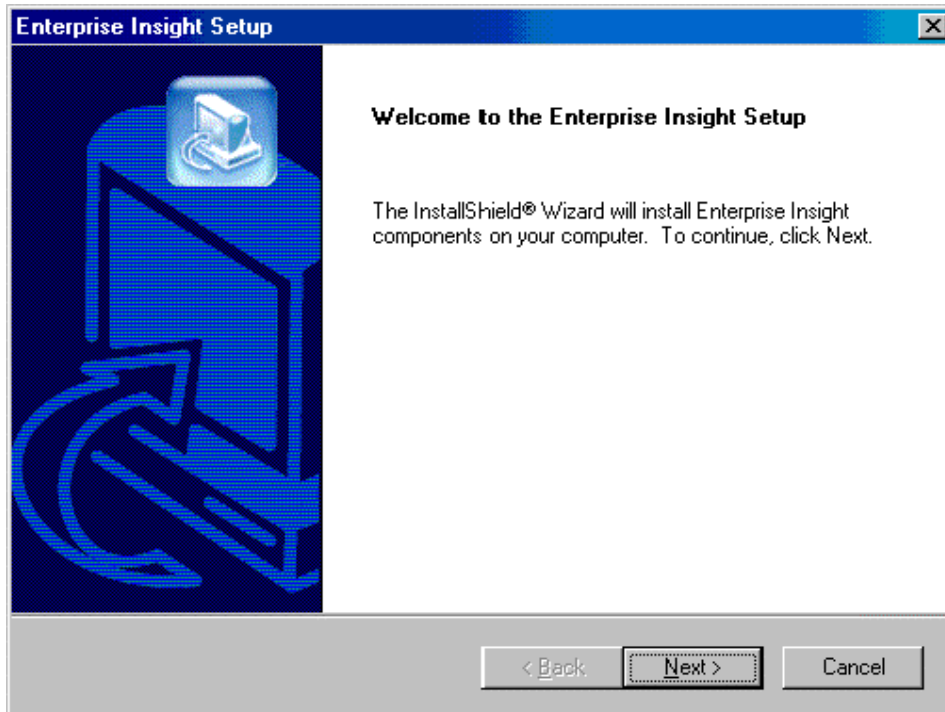 Enterprise Insight Setup
Welcome to the Enterprise Insight Setup
The InstallShield® Wizard will install Enterprise Insight
components on your computer. To continue, click Next.
< Back
Next >
Cancel